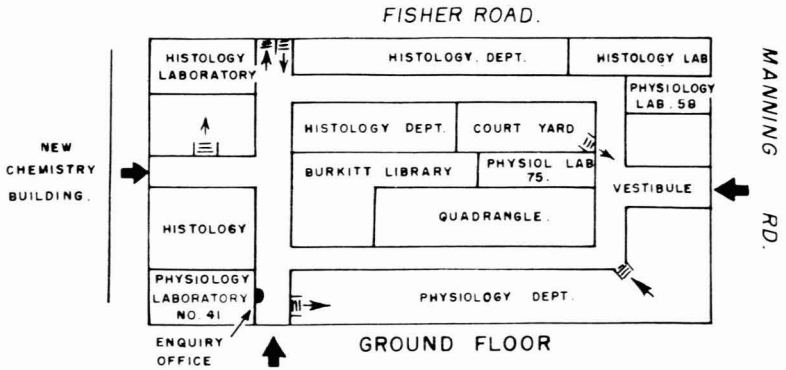 FISHER ROAD.
HISTOLOGY
LABORATORY
HISTOLOGY. DEPT.
HISTOLOGY LAB
PHYSIOLOGY
LAB. 58
MANNING RD.
HISTOLOGY DEPT.
COURT YARD
NEW
CHEMISTRY
BUILDING.
BURKITT LIBRARY
PHYSIOL LAB
75.
VESTIBULE
QUADRANGLE.
HISTOLOGY
PHYSIOLOGY
LABORATORY
NO. 41
PHYSIOLOGY DEPT.
ENQUIRY
OFFICE
GROUND FLOOR